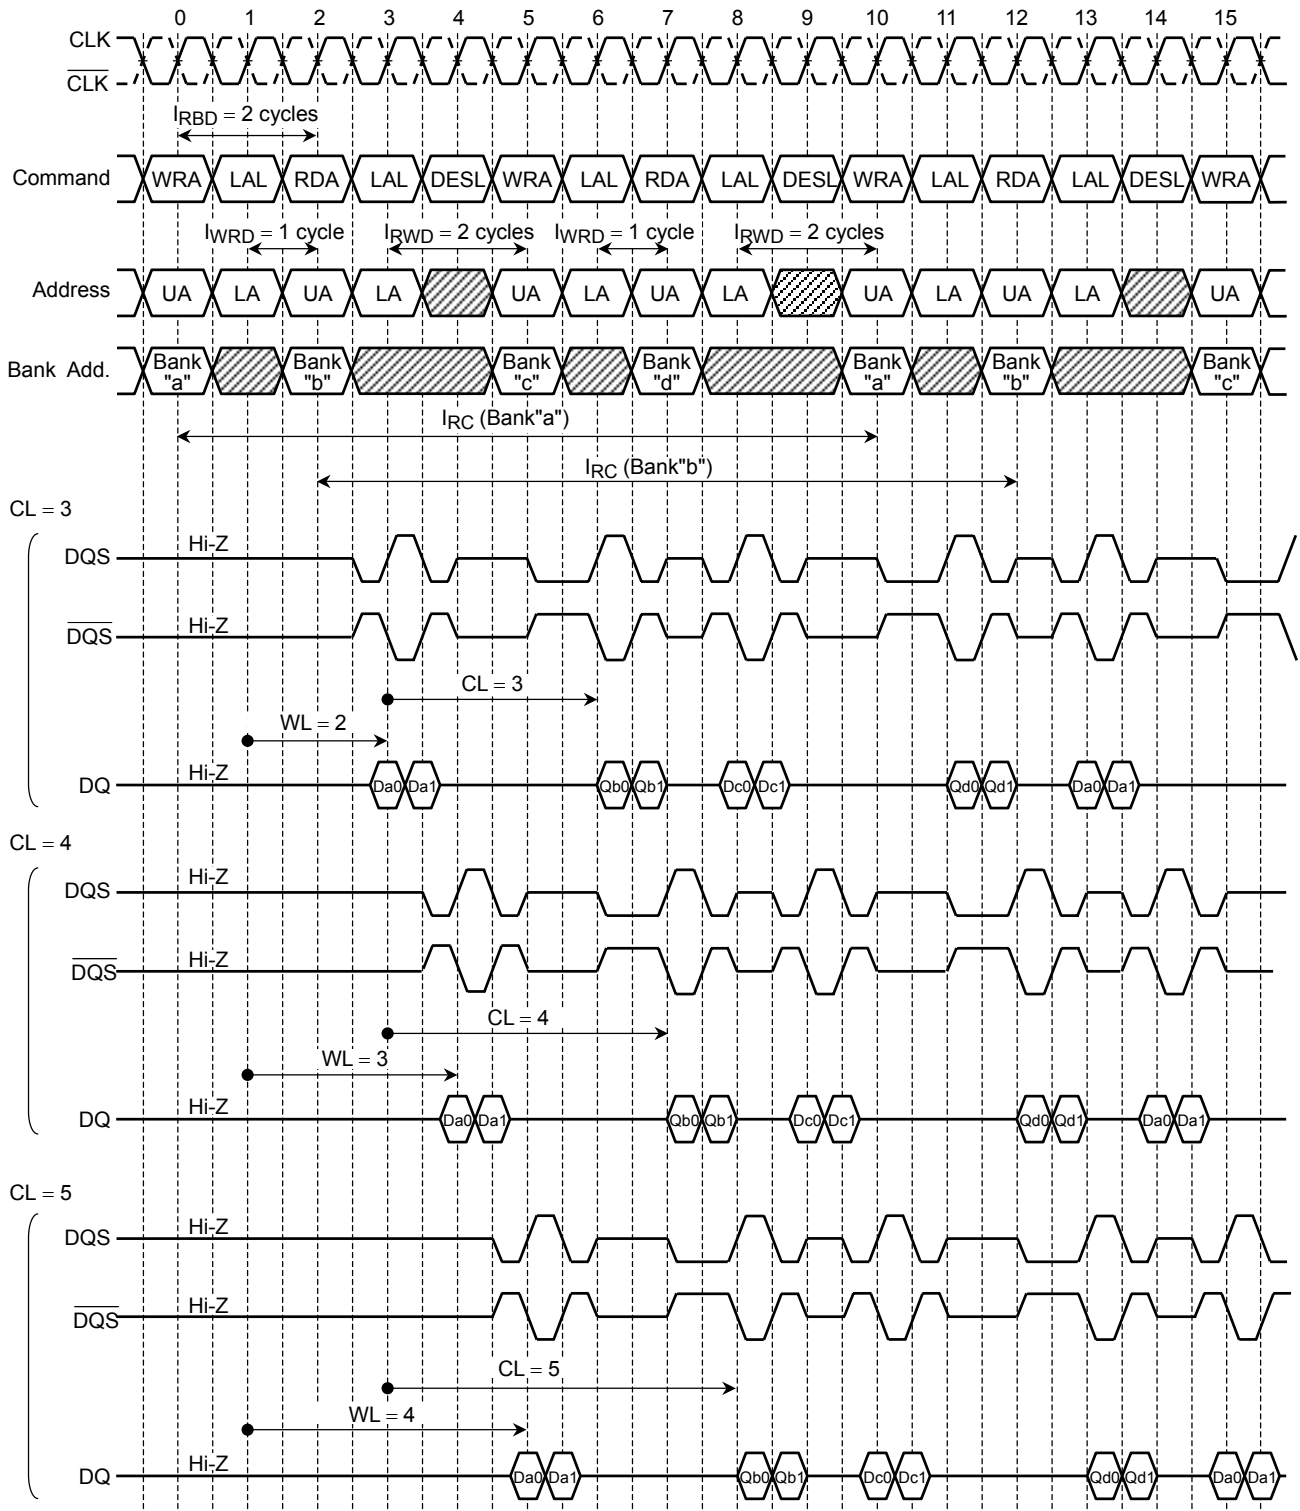 0 1 2 3 4 5 6 7 8 9 10 11 12 13 14 15
CLK
CLK
IRBD = 2 cycles
Command WRA LAL RDA LAL DESL WRA LAL RDA LAL DESL WRA LAL RDA LAL DESL WRA
IWRD = 1 cycle IRWD = 2 cycles IWRD = 1 cycle IRWD = 2 cycles
Address UA LA UA LA UA LA UA LA UA LA UA LA UA
Bank Add. Bank "a" Bank "b" Bank "c" Bank "d" Bank "a" Bank "b" Bank "c"
IRC (Bank"a")
IRC (Bank"b")
CL = 3
DQS Hi-Z
DQS Hi-Z
CL = 3
WL = 2
DQ Hi-Z Da0 Da1 Qb0 Qb1 Dc0 Dc1 Qd0 Qd1 Da0 Da1
CL = 4
DQS Hi-Z
DQS Hi-Z
CL = 4
WL = 3
DQ Hi-Z Da0 Da1 Qb0 Qb1 Dc0 Dc1 Qd0 Qd1 Da0 Da1
CL = 5
DQS Hi-Z
DQS Hi-Z
CL = 5
WL = 4
DQ Hi-Z Da0 Da1 Qb0 Qb1 Dc0 Dc1 Qd0 Qd1 Da0 Da1